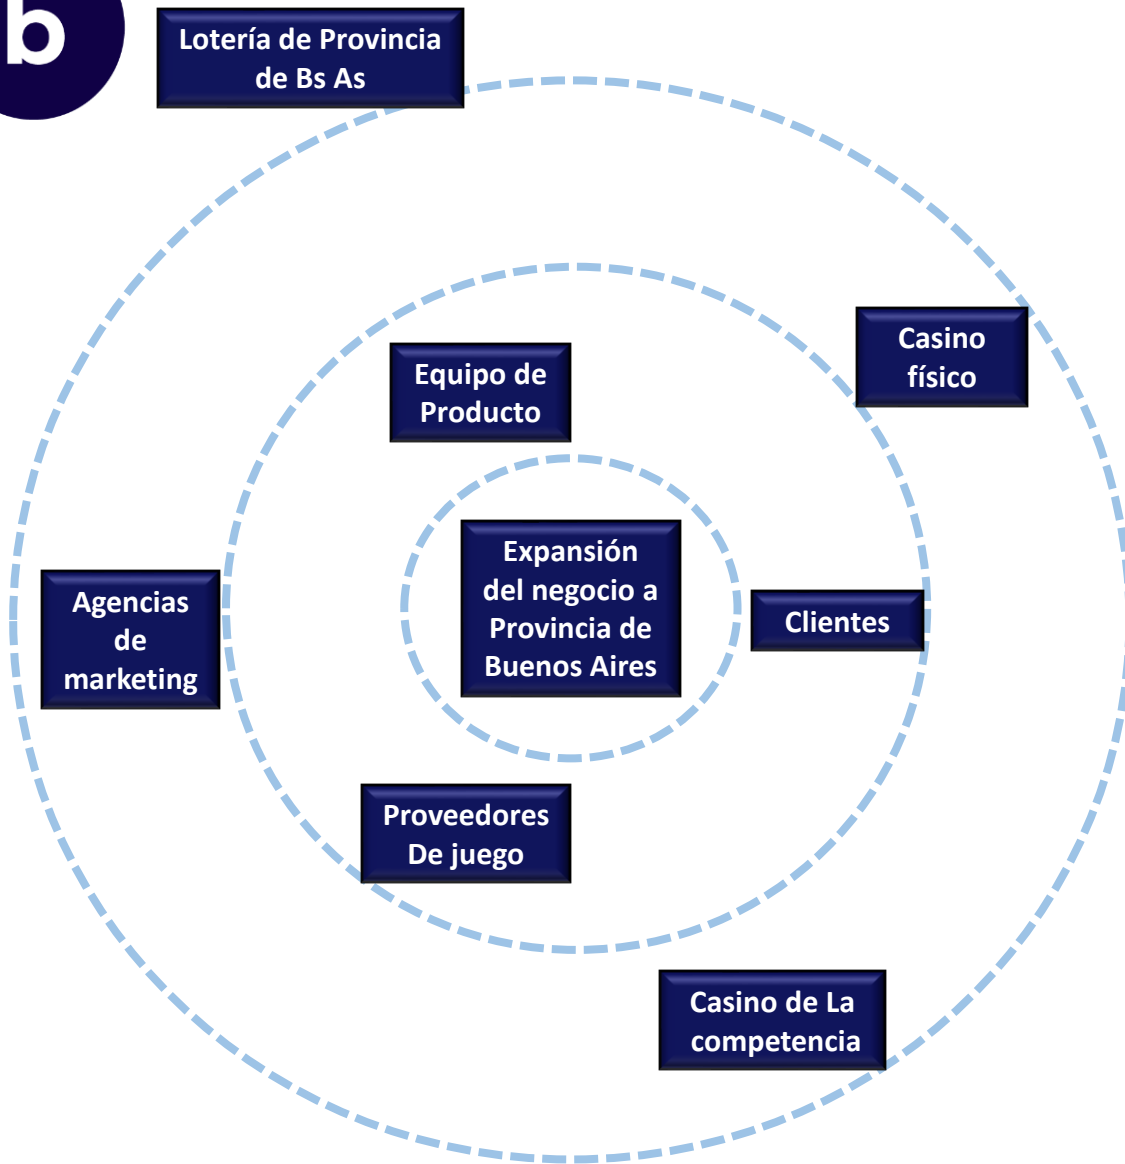 b
Lotería de Provincia
de Bs As
Casino
físico
Equipo de
Producto
Expansión
del negocio a
Provincia de
Buenos Aires
Agencias
de
marketing
Clientes
Proveedores
De juego
Casino de La
competencia